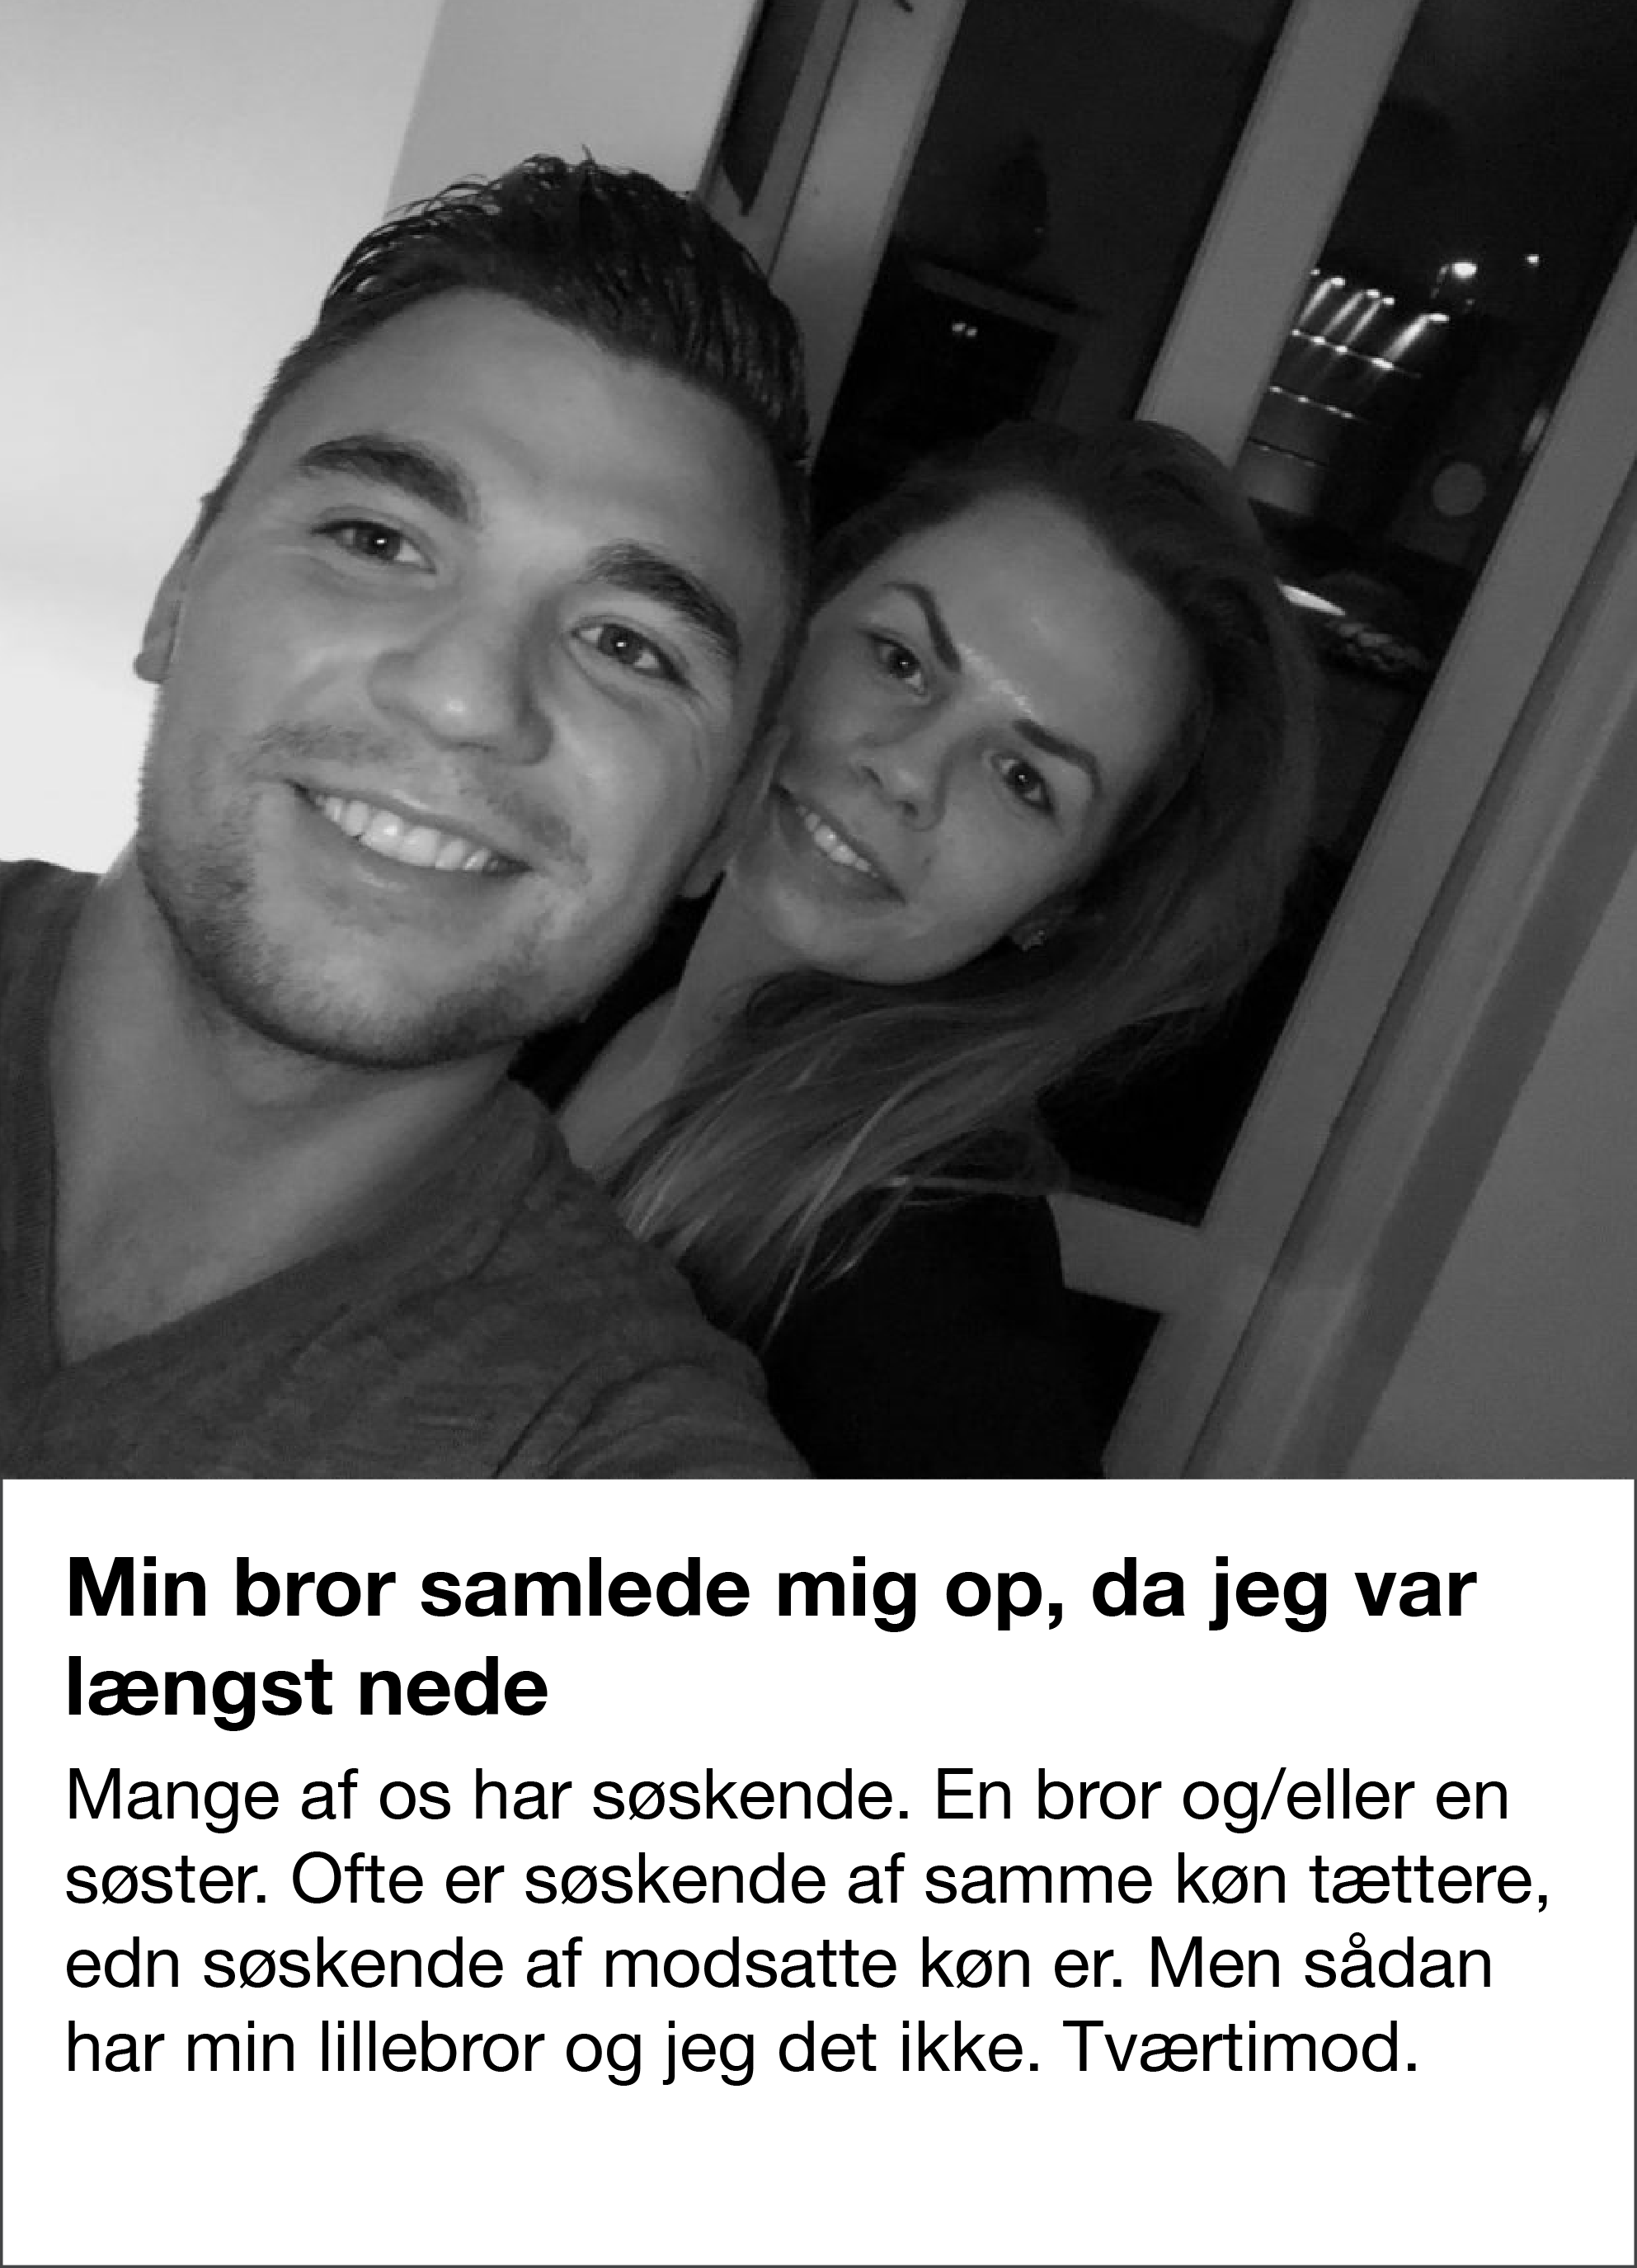 Min bror samlede mig op, da jeg var
længst nede
Mange af os har søskende. En bror og/eller en
søster. Ofte er søskende af samme køn tættere,
edn søskende af modsatte køn er. Men sådan
har min lillebror og jeg det ikke. Tværtimod.